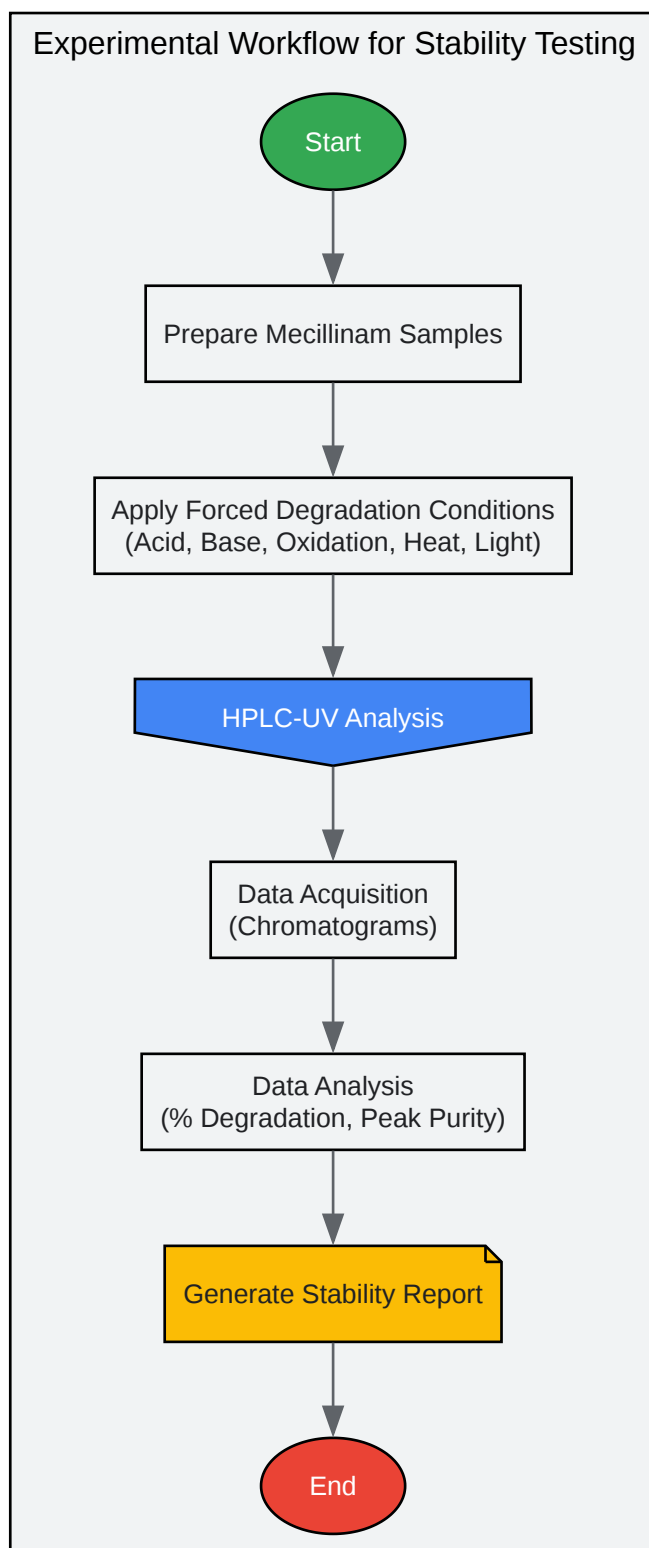 Experimental Workflow for Stability Testing
Start
Prepare Mecillinam Samples
Apply Forced Degradation Conditions
(Acid, Base, Oxidation, Heat, Light)
HPLC-UV Analysis
Data Acquisition
(Chromatograms)
Data Analysis
(% Degradation, Peak Purity)
Generate Stability Report
End